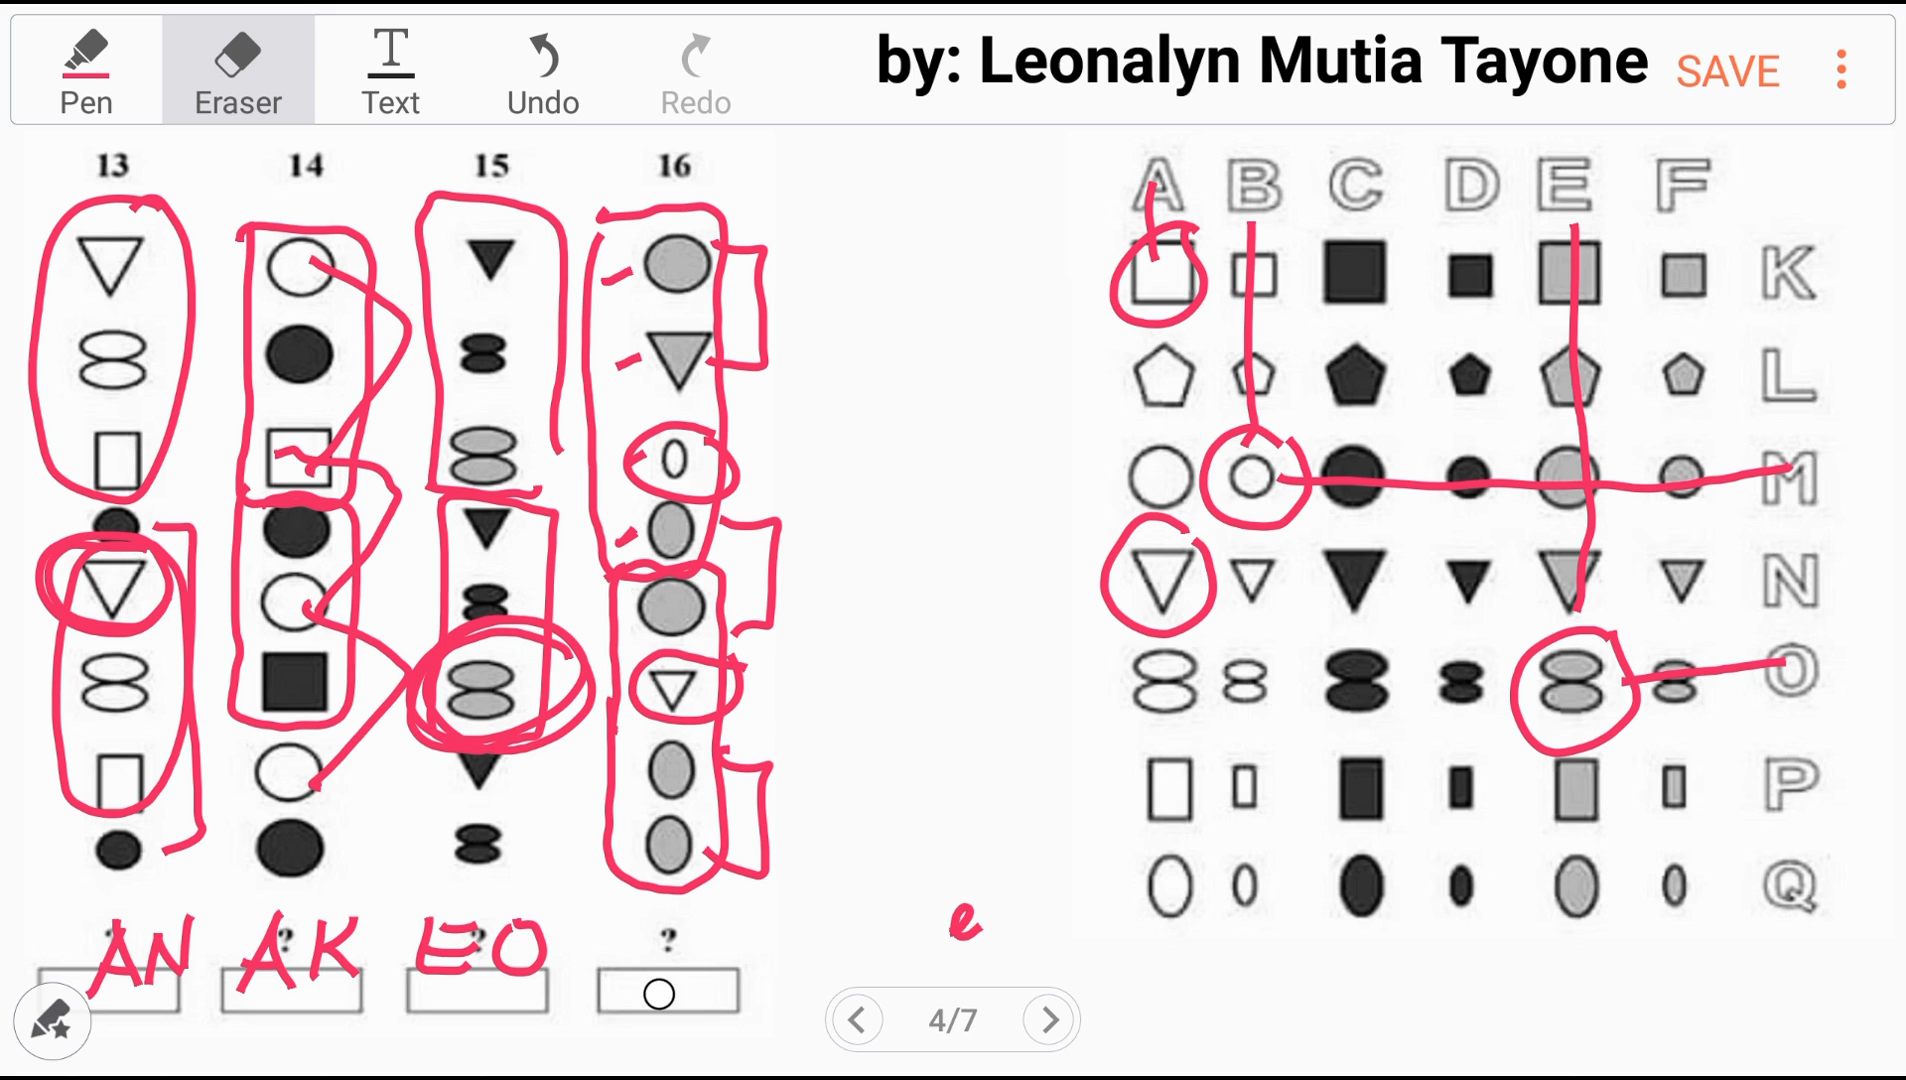 by: Leonalyn Mutia Tayone
SAVE
Pen
Eraser
Text
Undo
Redo
13 14 15 16
A B C D E F
K
L
M
N
O
P
Q
? ? ? ?
AN AK EO
e
4/7